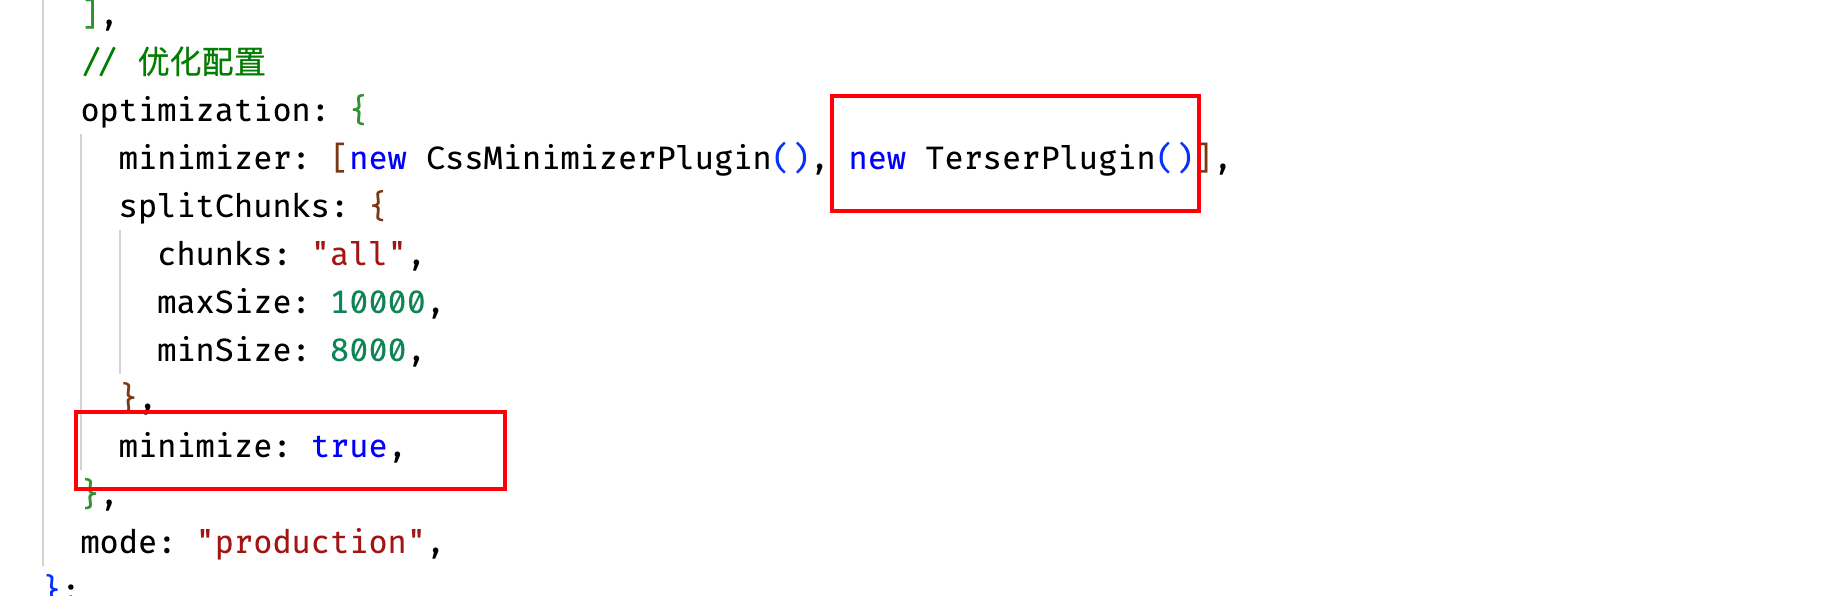 ],
// 优化配置
optimization: {
minimizer: [new CssMinimizerPlugin(), new TerserPlugin()],
splitChunks: {
chunks: "all",
maxSize: 10000,
minSize: 8000,
},
minimize: true,
},
mode: "production",
};